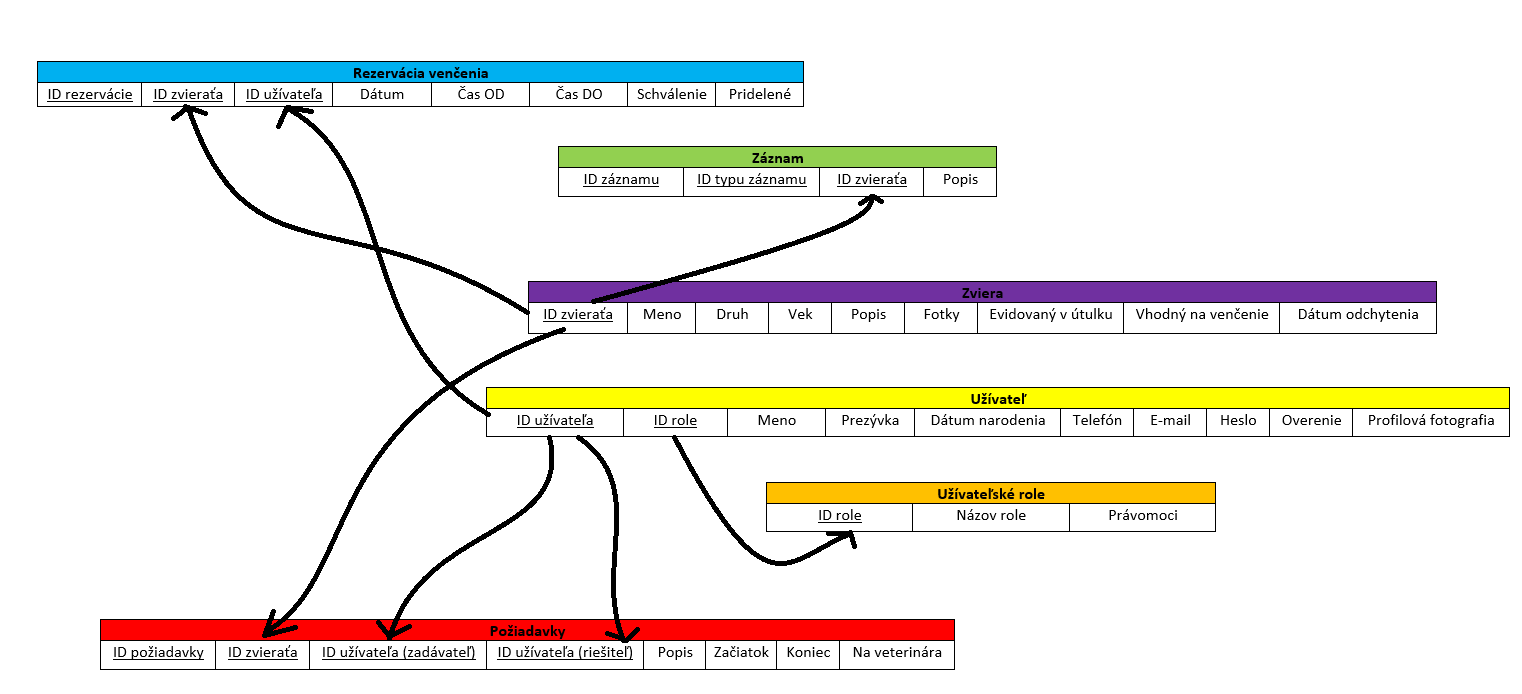 Rezervácia venčenia
ID rezervácie ID zvieraťa ID užívateľa Dátum Čas OD Čas DO Schválenie Pridelené
Záznam
ID záznamu ID typu záznamu ID zvieraťa Popis
Zviera
ID zvieraťa Meno Druh Vek Popis Fotky Evidovaný v útulku Vhodný na venčenie Dátum odchytenia
Užívateľ
ID užívateľa ID role Meno Prezývka Dátum narodenia Telefón E-mail Heslo Overenie Profilová fotografia
Užívateľské role
ID role Názov role Právomoci
Požiadavky
ID požiadavky ID zvieraťa ID užívateľa (zadávateľ) ID užívateľa (riešiteľ) Popis Začiatok Koniec Na veterinára